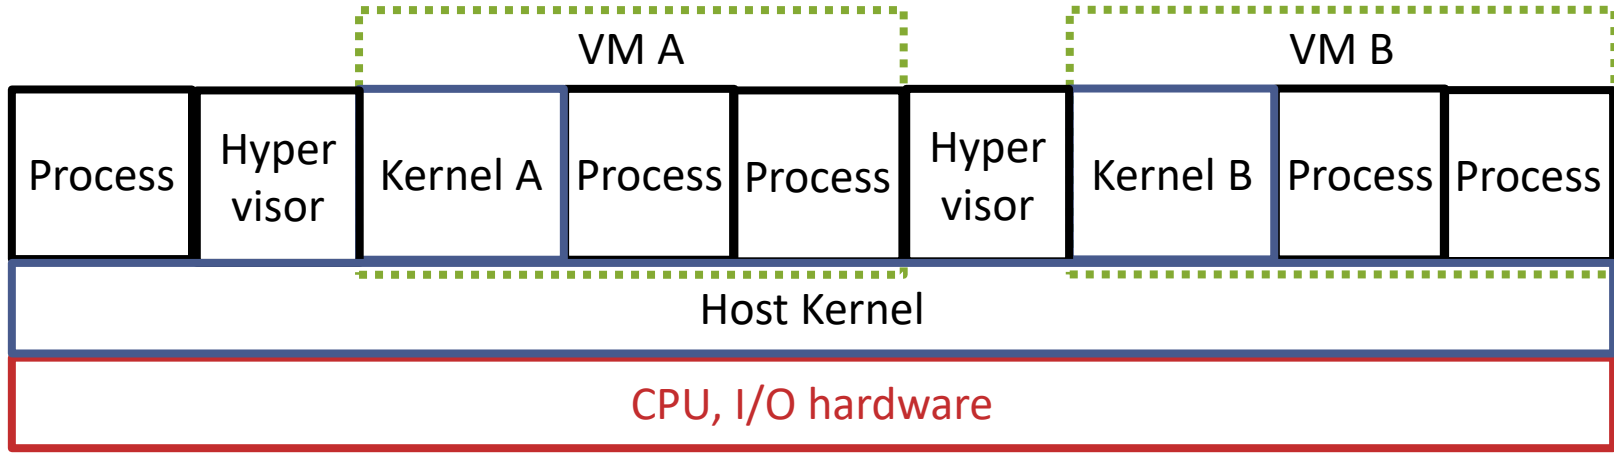 VM A
VM B
Process
Hyper
visor
Kernel A
Process
Process
Hyper
visor
Kernel B
Process
Process
Host Kernel
CPU, I/O hardware